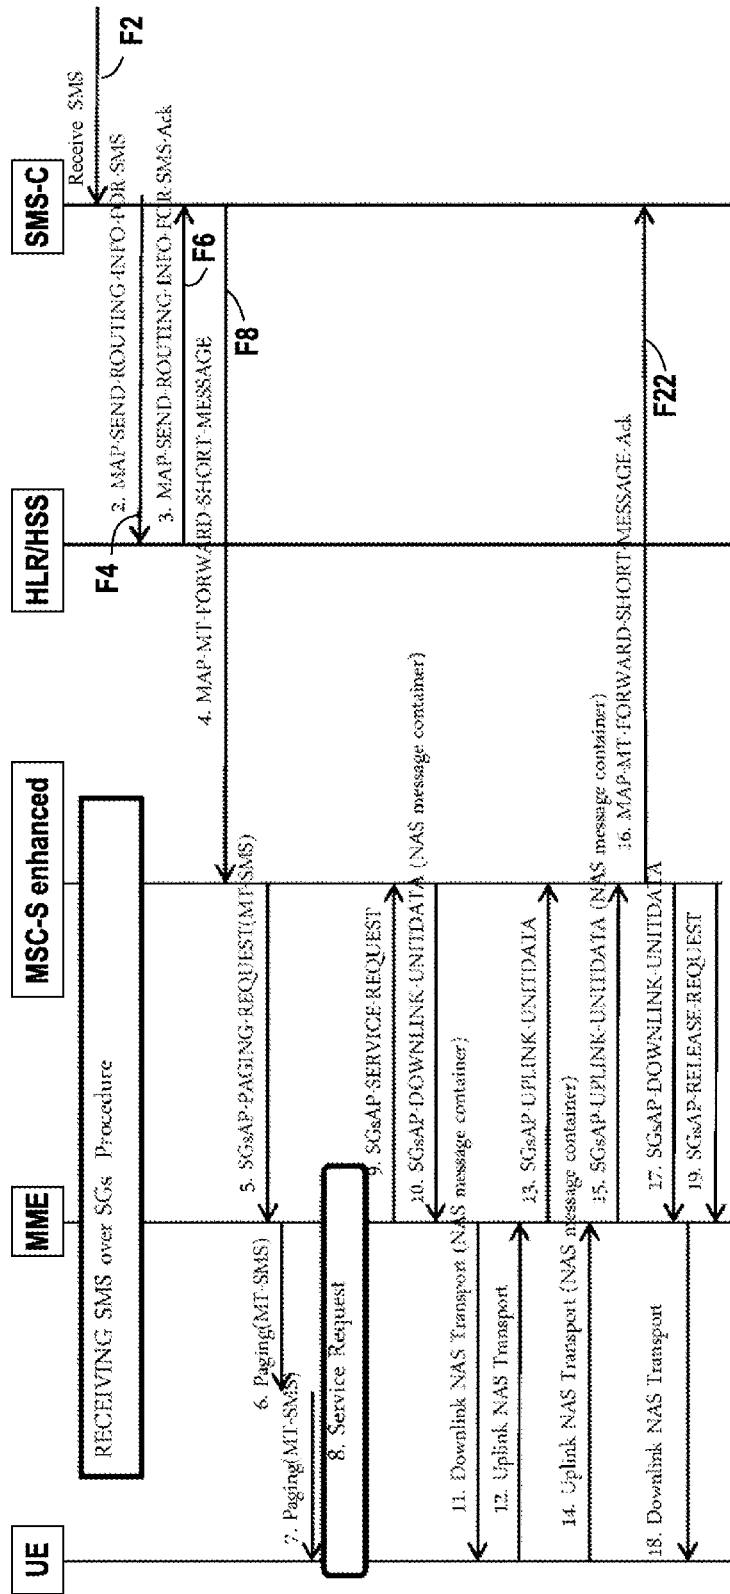 UE
MME
MSC-S enhanced
HLR/HSS
SMS-C
RECEIVING SMS over SGs Procedure
Receive SMS
F2
2. MAP-SEND-ROUTING-INFO-FOR-SMS
F4
3. MAP-SEND-ROUTING-INFO-FOR-SMS-Ack
F6
4. MAP-MT-FORWARD-SHORT-MESSAGE
F8
5. SGsAP-PAGING-REQUEST(MT-SMS)
6. Paging(MT-SMS)
7. Paging(MT-SMS)
8. Service Request
9. SGsAP-SERVICE-REQUEST
10. SGsAP-DOWNLINK-UNITDATA (NAS message container)
11. Downlink NAS Transport (NAS message container)
12. Uplink NAS Transport
13. SGsAP-UPLINK-UNITDATA
14. Uplink NAS Transport (NAS message container)
15. SGsAP-UPLINK-UNITDATA (NAS message container)
16. MAP-MT-FORWARD-SHORT-MESSAGE-Ack
F22
17. SGsAP-DOWNLINK-UNITDATA
18. Downlink NAS Transport
19. SGsAP-RELEASE-REQUEST